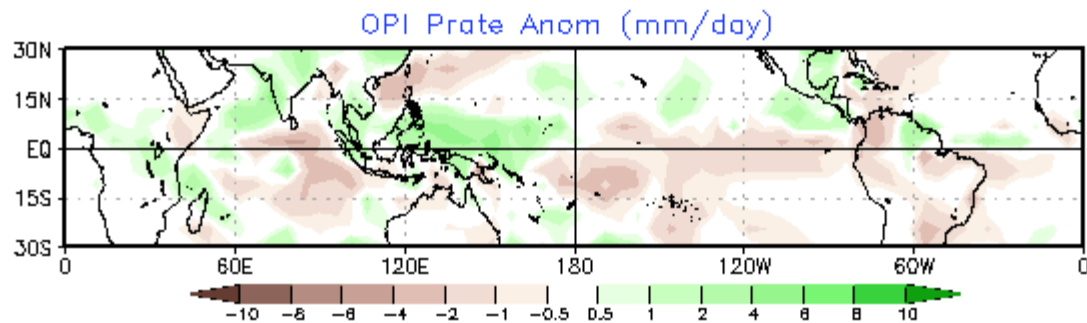 OPI Prate Anom (mm/day)
30N
15N
EQ
15S
30S
0 60E 120E 180 120W 60W 0
-10 -8 -6 -4 -2 -1 -0.5 0.5 1 2 4 6 8 10